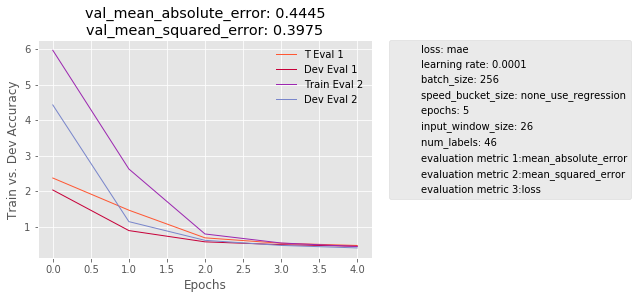 val_mean_absolute_error: 0.4445
val_mean_squared_error: 0.3975
Train vs. Dev Accuracy
6
5
4
3
2
1
0.0 0.5 1.0 1.5 2.0 2.5 3.0 3.5 4.0
Epochs
T Eval 1
Dev Eval 1
Train Eval 2
Dev Eval 2
loss: mae
learning rate: 0.0001
batch_size: 256
speed_bucket_size: none_use_regression
epochs: 5
input_window_size: 26
num_labels: 46
evaluation metric 1:mean_absolute_error
evaluation metric 2:mean_squared_error
evaluation metric 3:loss